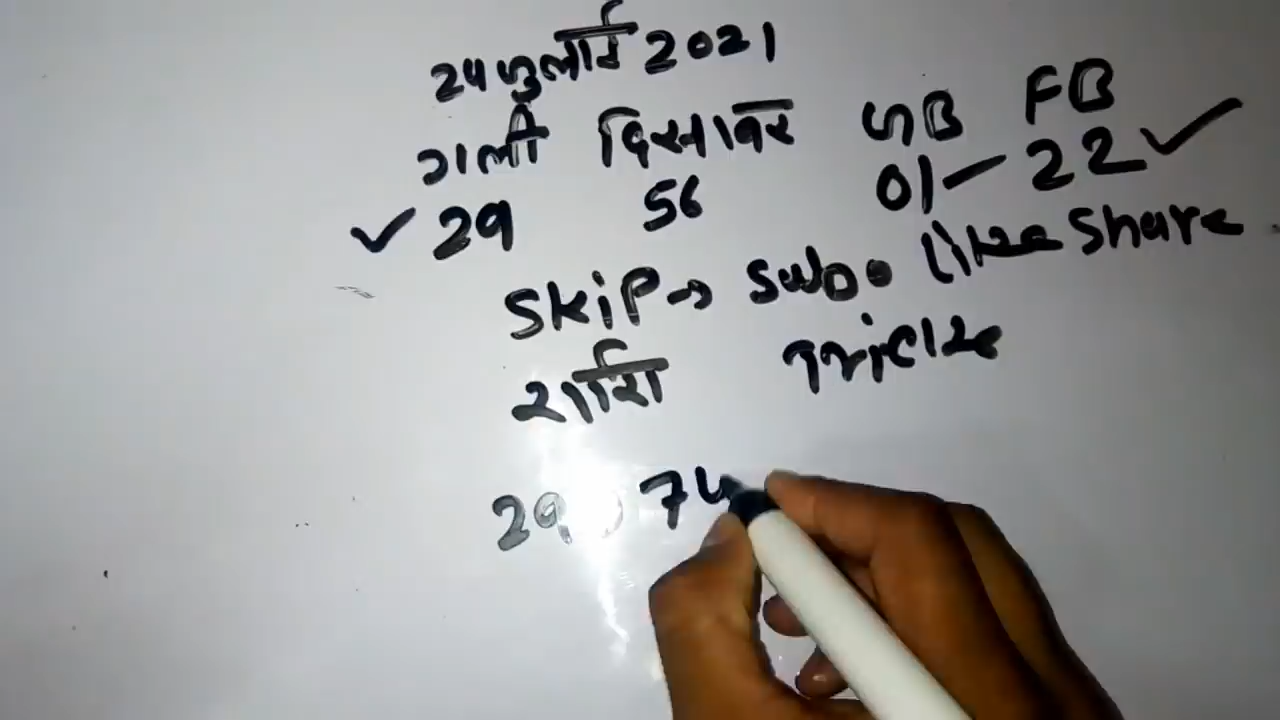 24 जुलाई 2021
गली दिसावर GB FB
29 56 01 - 22
Skip → Sub. like Share
राशि
29, 74